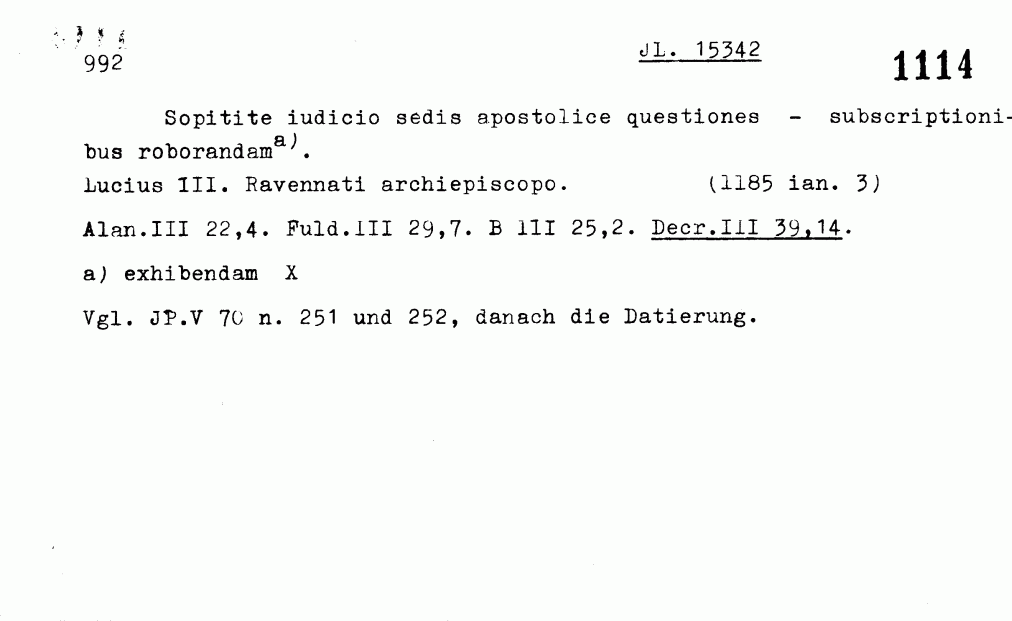 992
JL. 15342
1114
Sopitite iudicio sedis apostolice questiones - subscriptioni-
bus roborandam a).
Lucius III. Ravennati archiepiscopo. (1185 ian. 3)
Alan.III 22,4. Fuld.III 29,7. B III 25,2. Decr.III 39,14.
a) exhibendam X
Vgl. JP.V 70 n. 251 und 252, danach die Datierung.